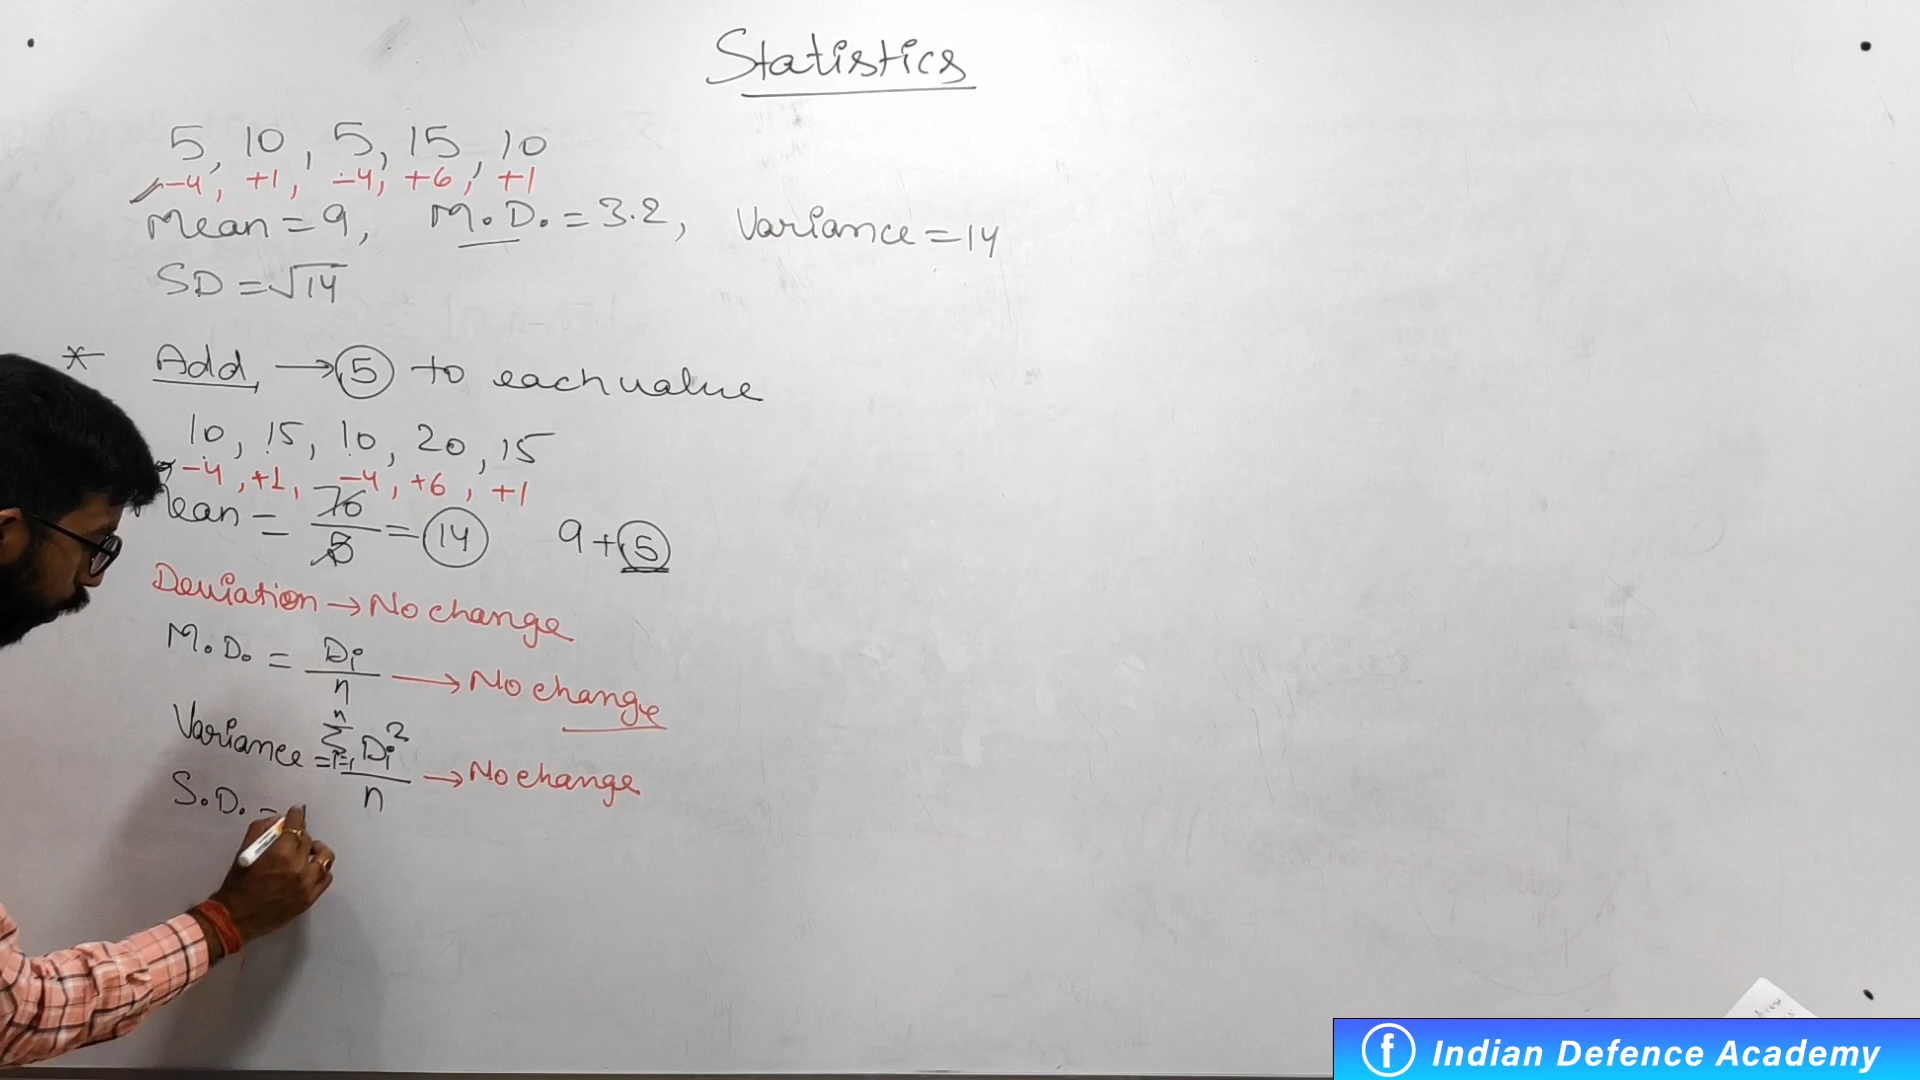 Statistics
5, 10, 5, 15, 10
-4, +1, -4, +6, +1
Mean = 9, M.D. = 3.2, Variance = 14
SD = √14
* Add → 5 to each value
10, 15, 10, 20, 15
-4, +1, -4, +6, +1
Mean = 70/5 = 14 9 + 5
Deviation → No change
M.D. = Di/n → No change
Variance = n∑i=1 Di²/n → No change
S.D. =
f Indian Defence Academy